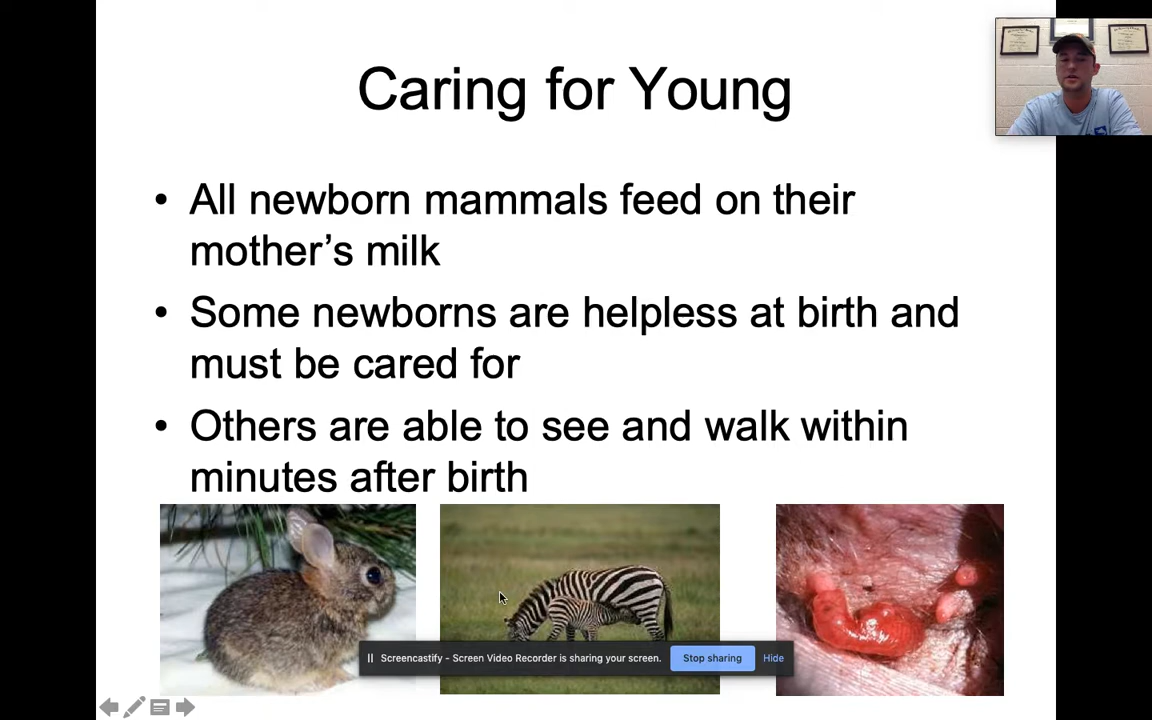 Caring for Young
• All newborn mammals feed on their
mother’s milk
• Some newborns are helpless at birth and
must be cared for
• Others are able to see and walk within
minutes after birth
Screencastify - Screen Video Recorder is sharing your screen.
Stop sharing
Hide